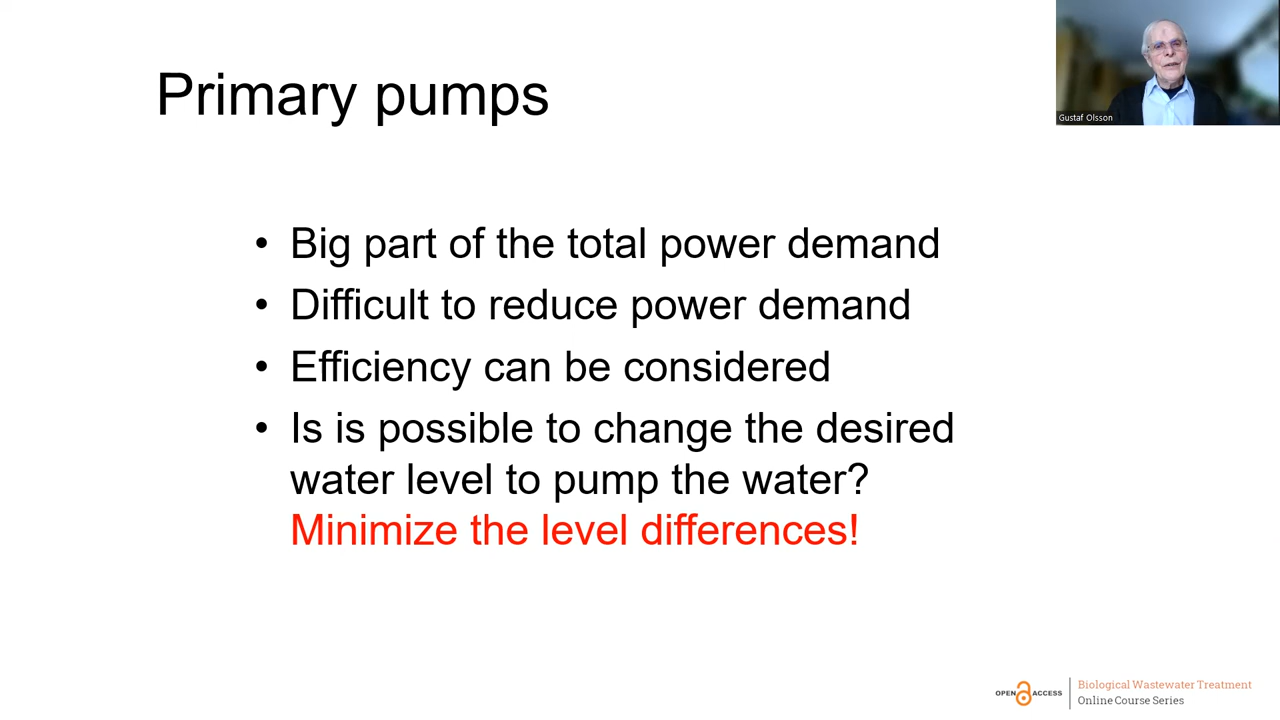 Primary pumps
Gustaf Olsson
• Big part of the total power demand
• Difficult to reduce power demand
• Efficiency can be considered
• Is is possible to change the desired
water level to pump the water?
Minimize the level differences!
OPEN ACCESS
Biological Wastewater Treatment
Online Course Series